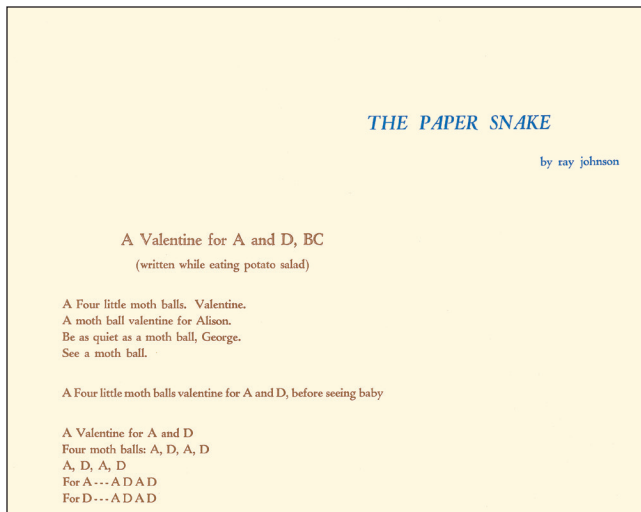 THE PAPER SNAKE
by ray johnson
A Valentine for A and D, BC
(written while eating potato salad)
A Four little moth balls. Valentine.
A moth ball valentine for Alison.
Be as quiet as a moth ball, George.
See a moth ball.
A Four little moth balls valentine for A and D, before seeing baby
A Valentine for A and D
Four moth balls: A, D, A, D
A, D, A, D
For A - - - A D A D
For D - - - A D A D